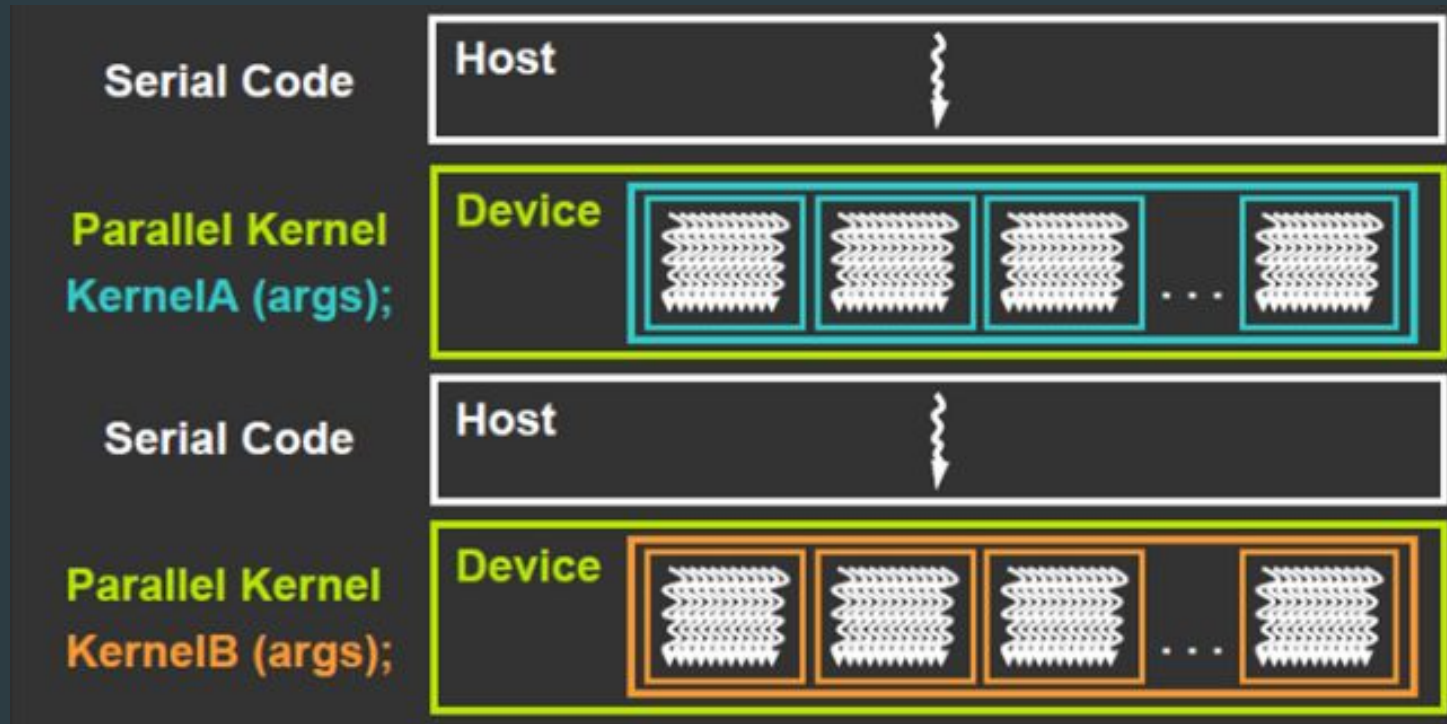 Serial Code
Host
Parallel Kernel
KernelA (args);
Device
. . .
Serial Code
Host
Parallel Kernel
KernelB (args);
Device
. . .